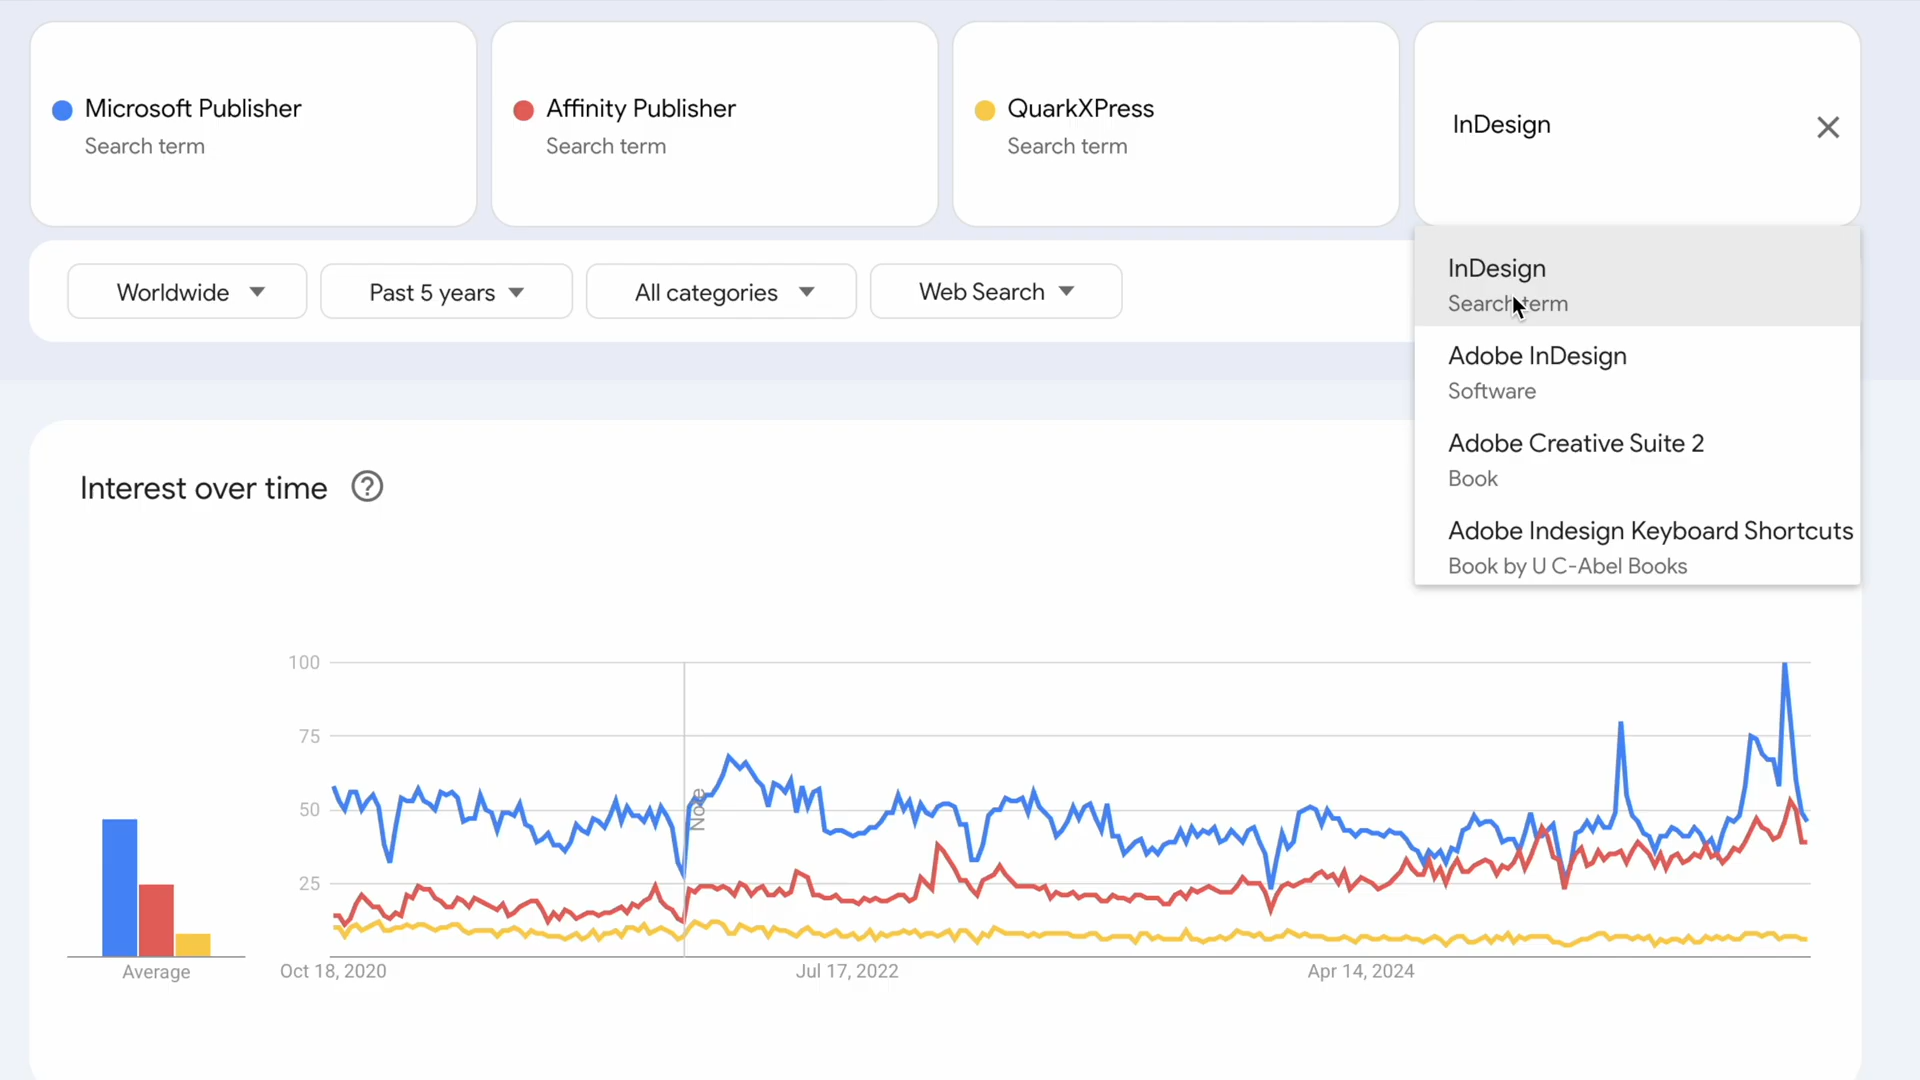 Microsoft Publisher
Search term
Affinity Publisher
Search term
QuarkXPress
Search term
InDesign
Worldwide
Past 5 years
All categories
Web Search
InDesign
Search term
Adobe InDesign
Software
Adobe Creative Suite 2
Book
Adobe Indesign Keyboard Shortcuts
Book by U C-Abel Books
Interest over time
100
75
50
25
Note
Average
Oct 18, 2020
Jul 17, 2022
Apr 14, 2024